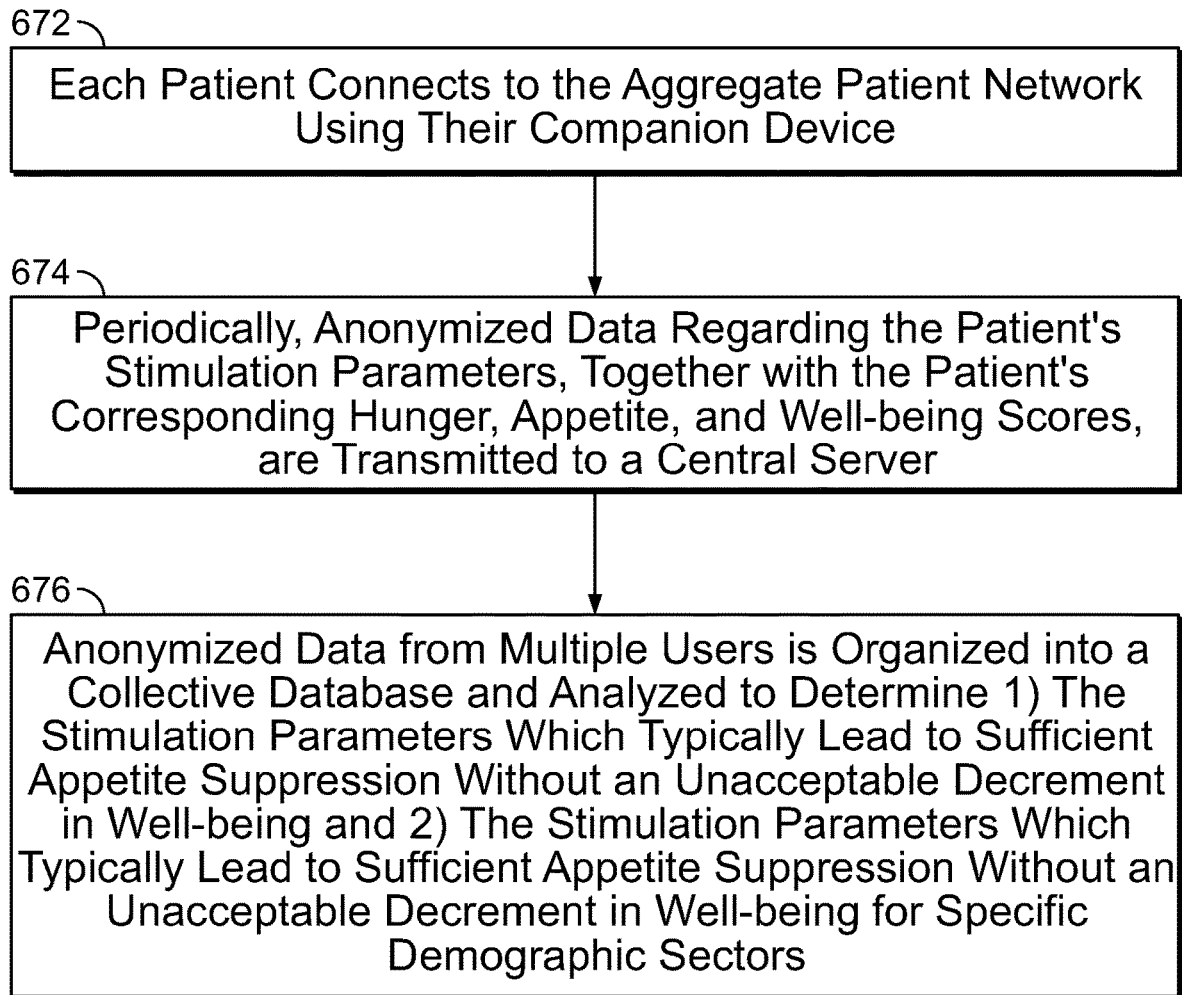 672
Each Patient Connects to the Aggregate Patient Network
Using Their Companion Device
674
Periodically, Anonymized Data Regarding the Patient's
Stimulation Parameters, Together with the Patient's
Corresponding Hunger, Appetite, and Well-being Scores,
are Transmitted to a Central Server
676
Anonymized Data from Multiple Users is Organized into a
Collective Database and Analyzed to Determine 1) The
Stimulation Parameters Which Typically Lead to Sufficient
Appetite Suppression Without an Unacceptable Decrement
in Well-being and 2) The Stimulation Parameters Which
Typically Lead to Sufficient Appetite Suppression Without an
Unacceptable Decrement in Well-being for Specific
Demographic Sectors